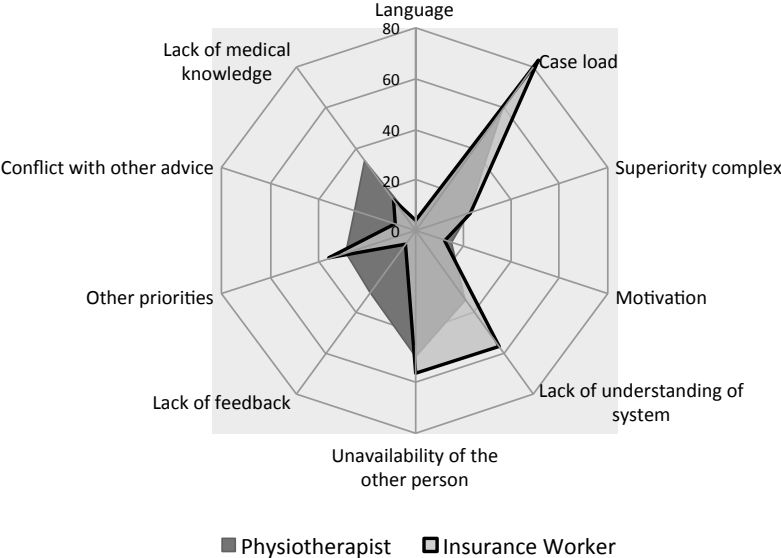 Language
80
Lack of medical
knowledge
Case load
60
40
Conflict with other advice
Superiority complex
20
0
Other priorities
Motivation
Lack of feedback
Lack of understanding of
system
Unavailability of the
other person
Physiotherapist
Insurance Worker